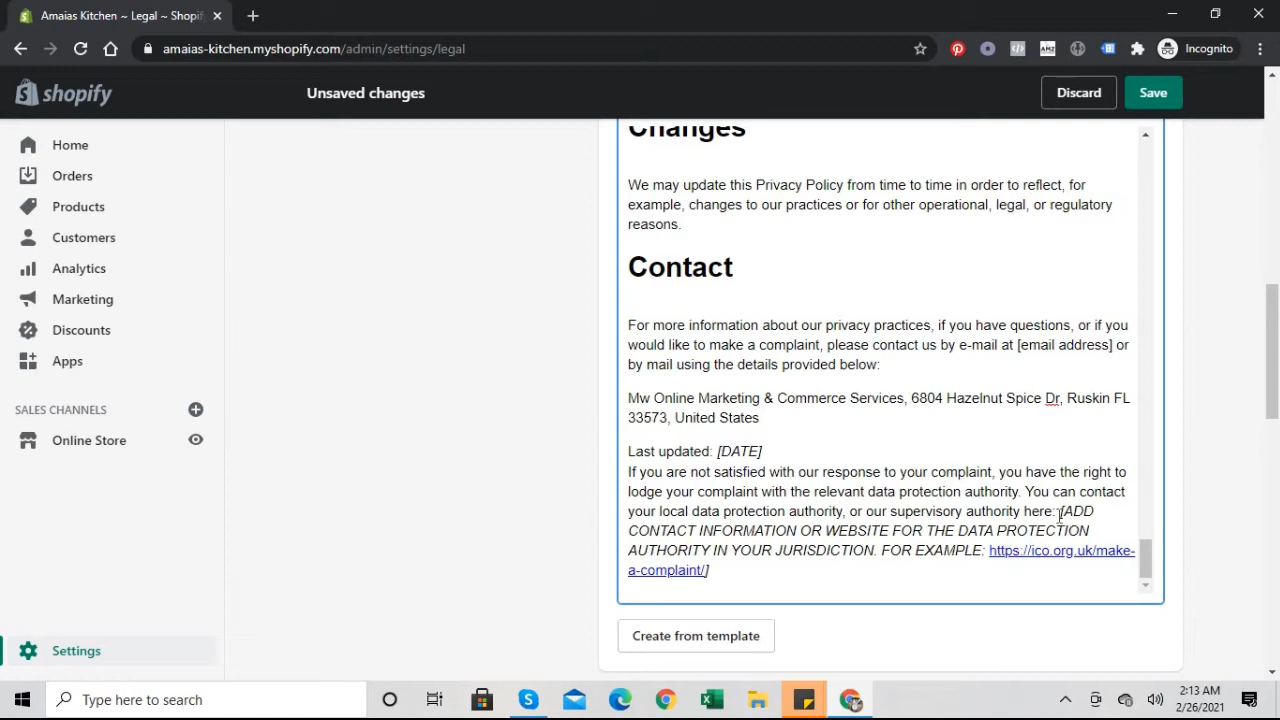 Amaias Kitchen ~ Legal ~ Shopif
amaias-kitchen.myshopify.com/admin/settings/legal
Incognito
shopify
Unsaved changes
Discard
Save
Home
Orders
Products
Customers
Analytics
Marketing
Discounts
Apps
SALES CHANNELS
Online Store
Settings
Changes
We may update this Privacy Policy from time to time in order to reflect, for
example, changes to our practices or for other operational, legal, or regulatory
reasons.
Contact
For more information about our privacy practices, if you have questions, or if you
would like to make a complaint, please contact us by e-mail at [email address] or
by mail using the details provided below:
Mw Online Marketing & Commerce Services, 6804 Hazelnut Spice Dr, Ruskin FL
33573, United States
Last updated: [DATE]
If you are not satisfied with our response to your complaint, you have the right to
lodge your complaint with the relevant data protection authority. You can contact
your local data protection authority, or our supervisory authority here: [ADD
CONTACT INFORMATION OR WEBSITE FOR THE DATA PROTECTION
AUTHORITY IN YOUR JURISDICTION. FOR EXAMPLE: https://ico.org.uk/make-
a-complaint/]
Create from template
Type here to search
2:13 AM
2/26/2021